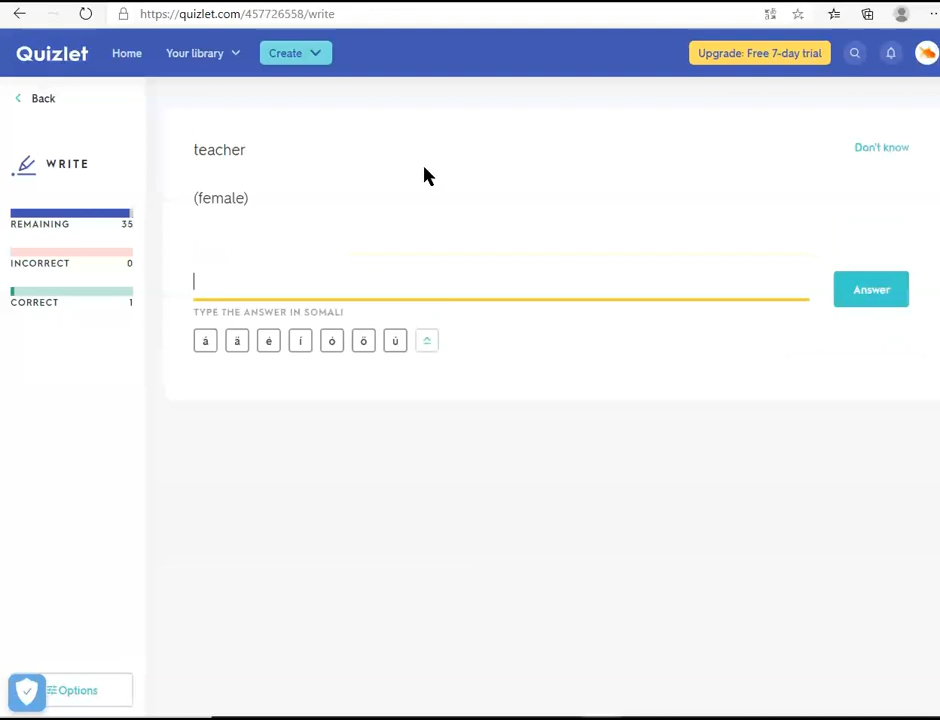 https://quizlet.com/457726558/write
Quizlet Home Your library Create Upgrade: Free 7-day trial
Back
WRITE
REMAINING 35
INCORRECT 0
CORRECT 1
Options
teacher
Don't know
(female)
Answer
TYPE THE ANSWER IN SOMALI
á ä é í ó ö ú